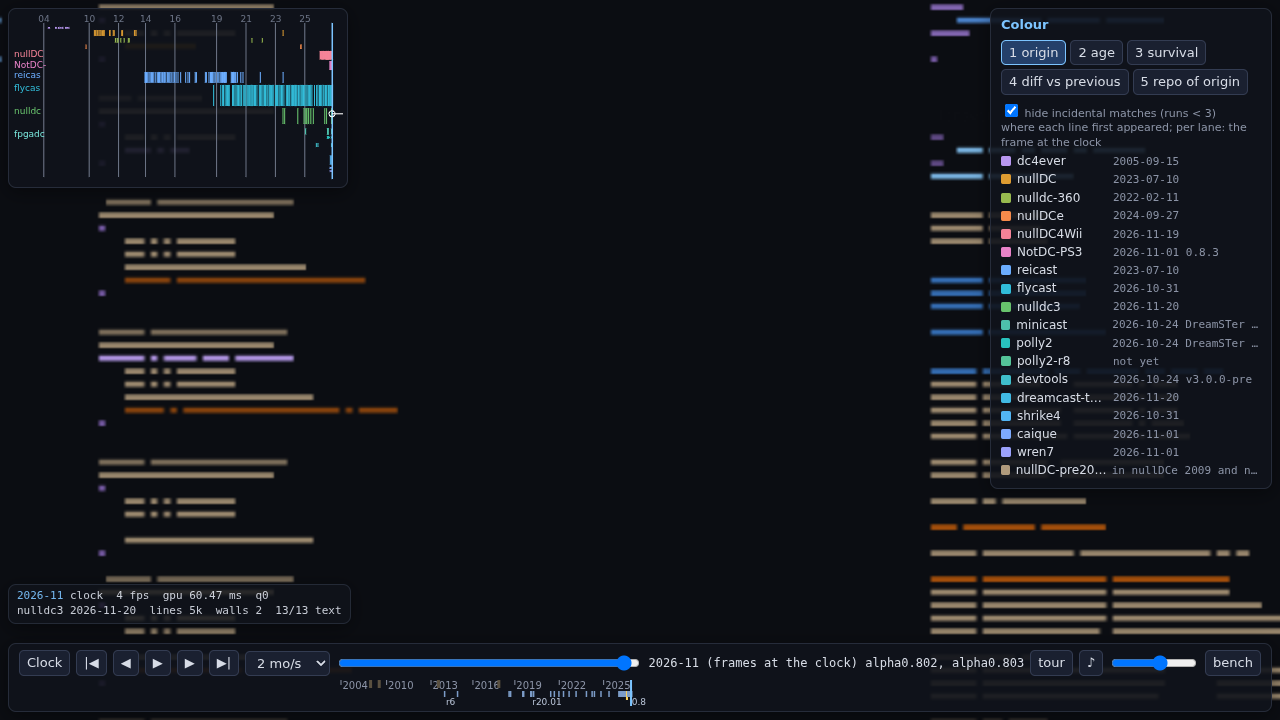 04 10 12 14 16 19 21 23 25
nullDC
NotDC-
reicas
flycas
nulldc
fpgadc
Colour
1 origin 2 age 3 survival
4 diff vs previous 5 repo of origin
hide incidental matches (runs < 3)
where each line first appeared; per lane: the
frame at the clock
dc4ever 2005-09-15
nullDC 2023-07-10
nulldc-360 2022-02-11
nullDCe 2024-09-27
nullDC4Wii 2026-11-19
NotDC-PS3 2026-11-01 0.8.3
reicast 2023-07-10
flycast 2026-10-31
nulldc3 2026-11-20
minicast 2026-10-24 DreamSTer …
polly2 2026-10-24 DreamSTer …
polly2-r8 not yet
devtools 2026-10-24 v3.0.0-pre
dreamcast-t… 2026-11-20
shrike4 2026-10-31
caique 2026-11-01
wren7 2026-11-01
nullDC-pre20… in nullDCe 2009 and n…
2026-11 clock 4 fps gpu 60.47 ms q0
nulldc3 2026-11-20 lines 5k walls 2 13/13 text
Clock |◀ ◀ ▶ ▶ ▶| 2 mo/s 2026-11 (frames at the clock) alpha0.802, alpha0.803 tour ♪ bench
2004 2010 2013 2016 2019 2022 2025
r6 r20.01 0.8